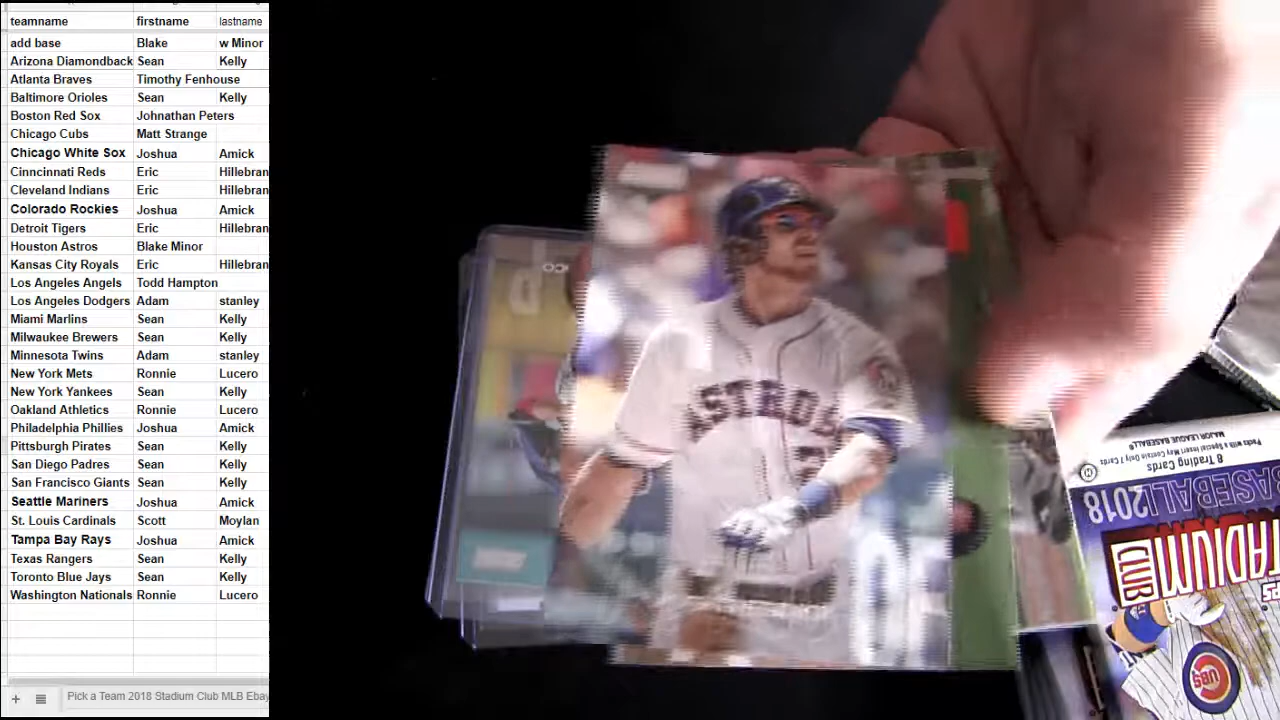 teamname firstname lastname
add base Blake w Minor
Arizona Diamondback Sean Kelly
Atlanta Braves Timothy Fenhouse
Baltimore Orioles Sean Kelly
Boston Red Sox Johnathan Peters
Chicago Cubs Matt Strange
Chicago White Sox Joshua Amick
Cinncinnati Reds Eric Hillebran
Cleveland Indians Eric Hillebran
Colorado Rockies Joshua Amick
Detroit Tigers Eric Hillebran
Houston Astros Blake Minor
Kansas City Royals Eric Hillebran
Los Angeles Angels Todd Hampton
Los Angeles Dodgers Adam stanley
Miami Marlins Sean Kelly
Milwaukee Brewers Sean Kelly
Minnesota Twins Adam stanley
New York Mets Ronnie Lucero
New York Yankees Sean Kelly
Oakland Athletics Ronnie Lucero
Philadelphia Phillies Joshua Amick
Pittsburgh Pirates Sean Kelly
San Diego Padres Sean Kelly
San Francisco Giants Sean Kelly
Seattle Mariners Joshua Amick
St. Louis Cardinals Scott Moylan
Tampa Bay Rays Joshua Amick
Texas Rangers Sean Kelly
Toronto Blue Jays Sean Kelly
Washington Nationals Ronnie Lucero
Pick a Team 2018 Stadium Club MLB Ebay
ASTROS
8 Trading Cards
MAJOR LEAGUE BASEBALL
BASEBALL 2018
STADIUM
CLUB
CUBS